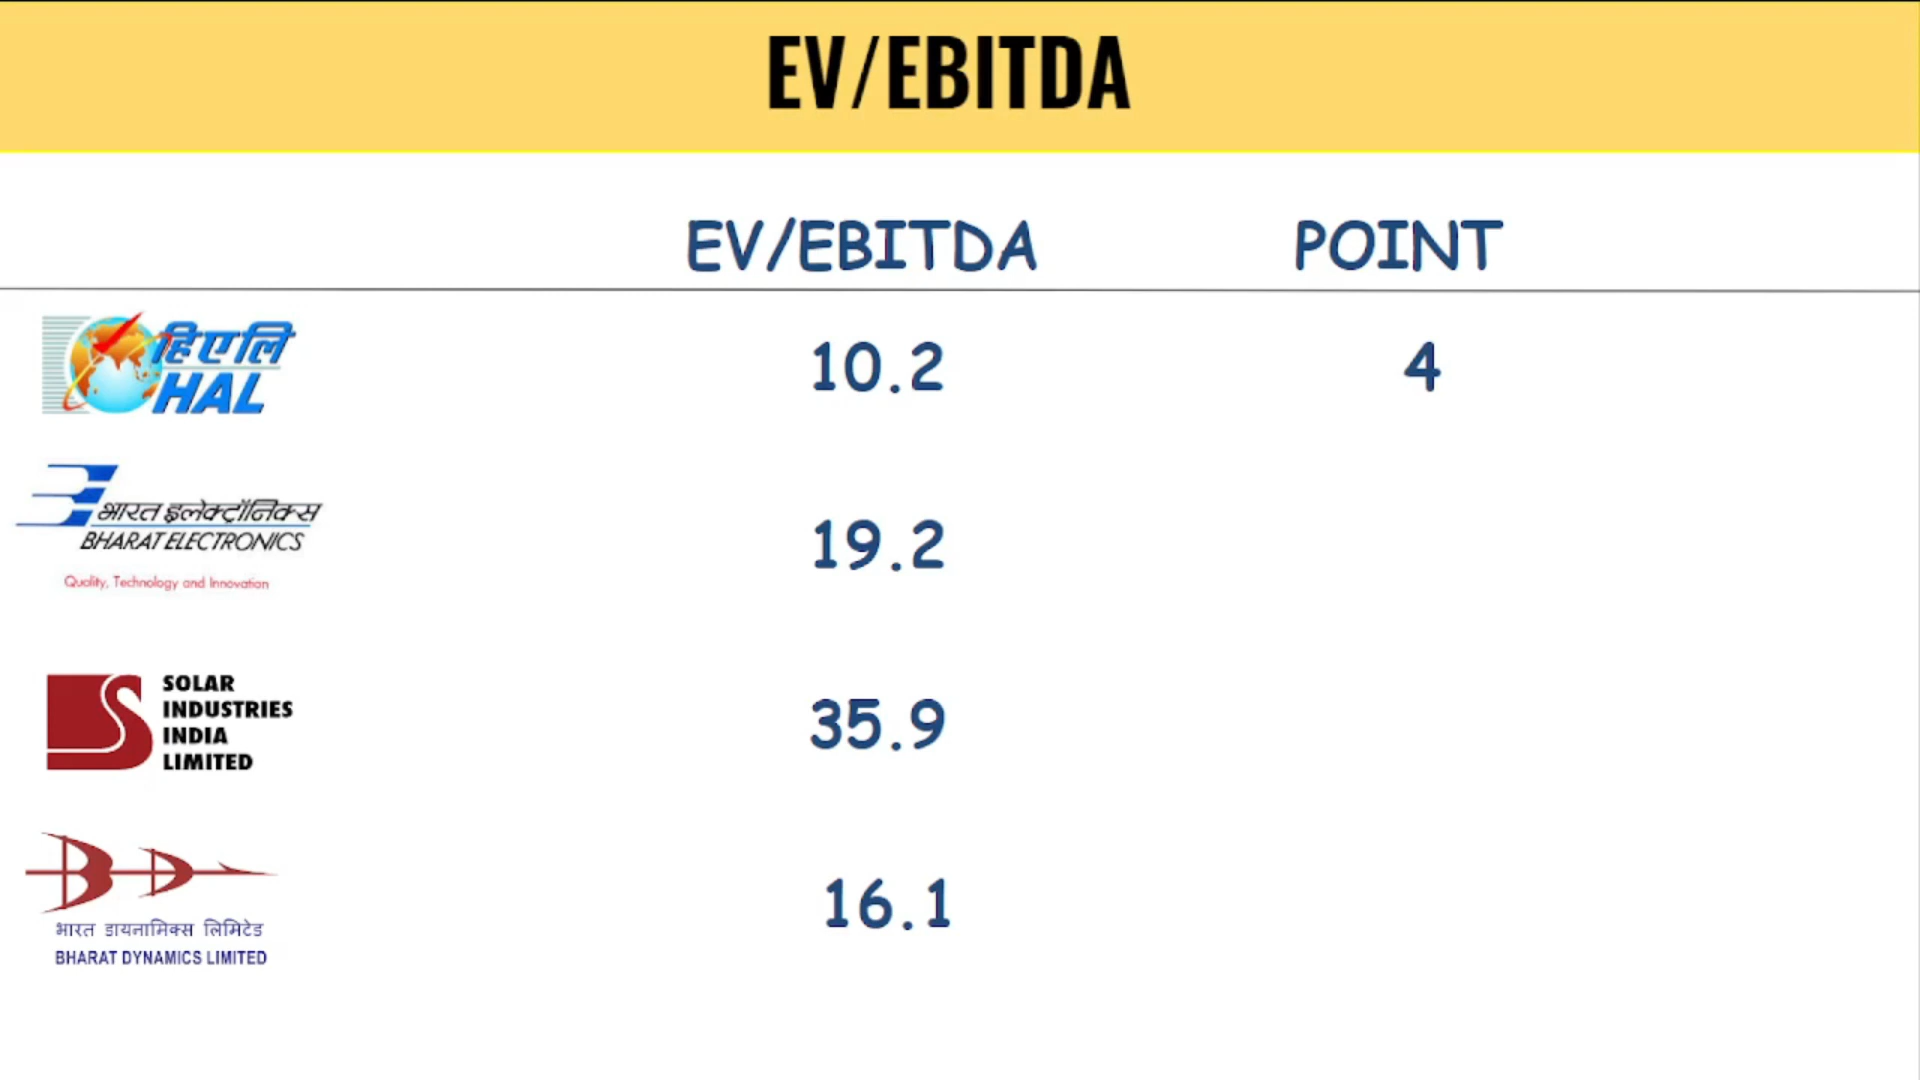 EV/EBITDA
EV/EBITDA POINT
हिएलि
HAL
10.2 4
भारत इलेक्ट्रॉनिक्स
BHARAT ELECTRONICS
Quality, Technology and Innovation
19.2
SOLAR
INDUSTRIES
INDIA
LIMITED
35.9
BD
भारत डायनामिक्स लिमिटेड
BHARAT DYNAMICS LIMITED
16.1